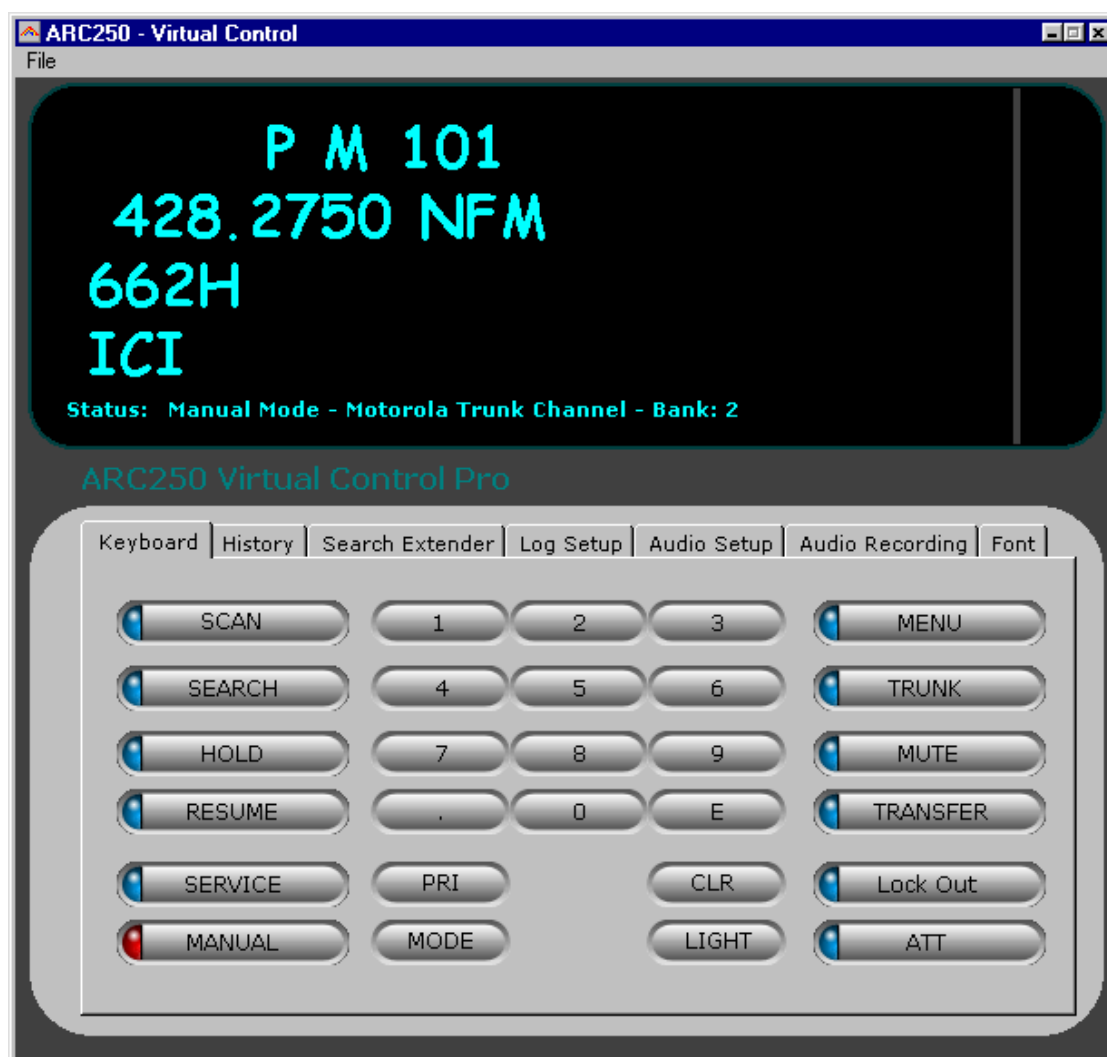 ARC250 - Virtual Control
File
P M 101
428.2750 NFM
662H
ICI
Status: Manual Mode - Motorola Trunk Channel - Bank: 2
ARC250 Virtual Control Pro
Keyboard History Search Extender Log Setup Audio Setup Audio Recording Font
SCAN 1 2 3 MENU
SEARCH 4 5 6 TRUNK
HOLD 7 8 9 MUTE
RESUME . 0 E TRANSFER
SERVICE PRI CLR Lock Out
MANUAL MODE LIGHT ATT